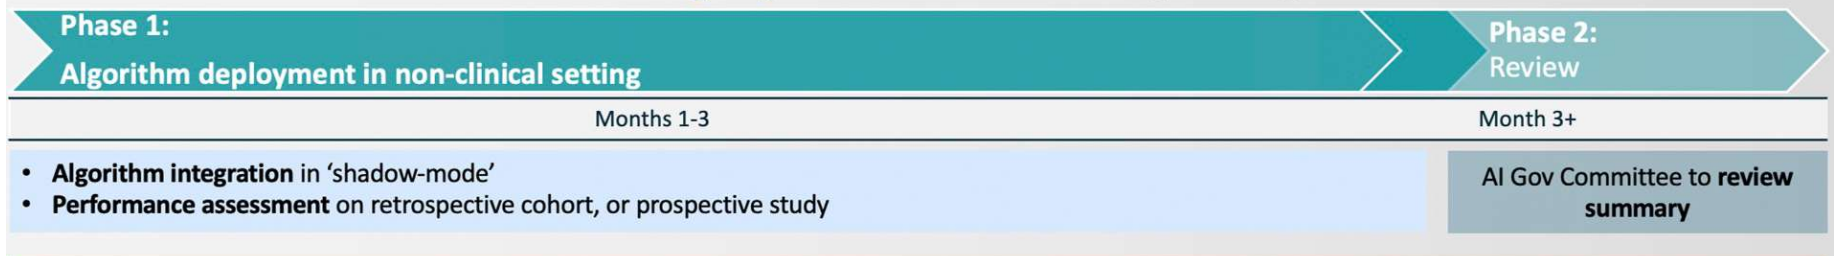 Phase 1:
Algorithm deployment in non-clinical setting
Phase 2:
Review
Months 1-3
Month 3+
• Algorithm integration in ‘shadow-mode’
• Performance assessment on retrospective cohort, or prospective study
AI Gov Committee to review
summary